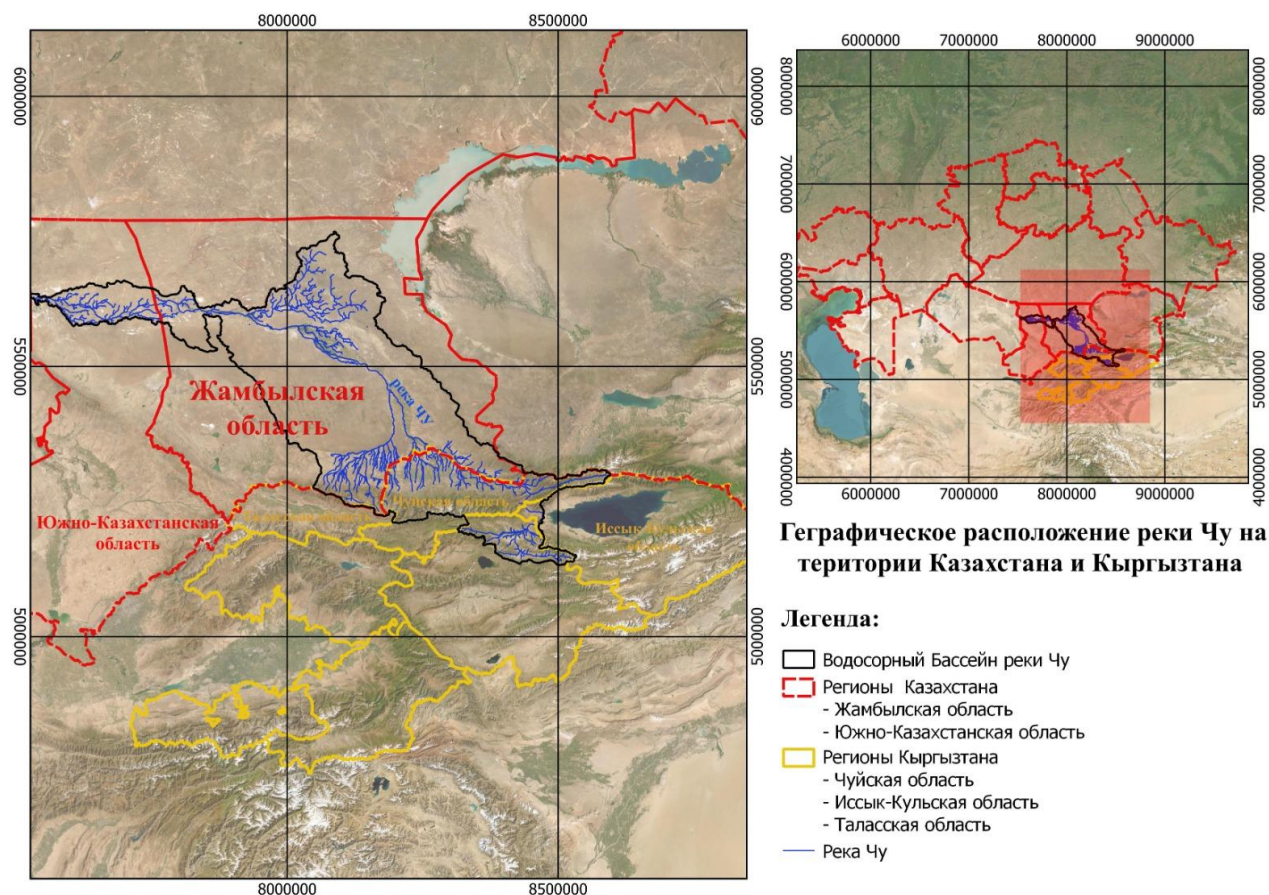 8000000 8500000
6000000
5500000
5000000
6000000
5500000
5000000
8000000 8500000
Жамбылская
область
река Чу
Чуйская область
Южно-Казахстанская
область
Иссык-Кульская
6000000 7000000 8000000 9000000
8000000
7000000
6000000
5000000
4000000
8000000
7000000
6000000
5000000
4000000
6000000 7000000 8000000 9000000
Геграфическое расположение реки Чу на
територии Казахстана и Кыргызтана
Легенда:
Водосорный Бассейн реки Чу
Регионы Казахстана
- Жамбылская область
- Южно-Казахстанская область
Регионы Кыргызтана
- Чуйская область
- Иссык-Кульская область
- Таласская область
Река Чу